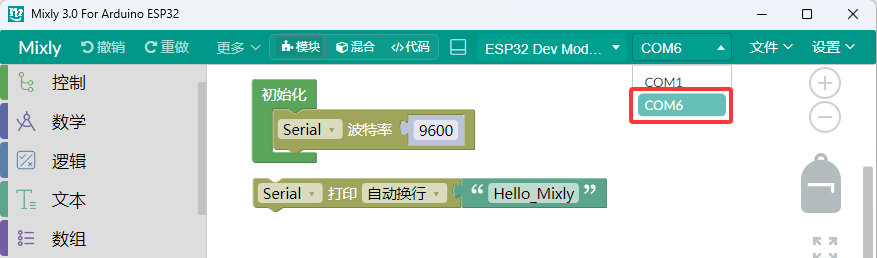 Mixly 3.0 For Arduino ESP32
Mixly 撤销 重做 更多 模块 混合 </>代码 ESP32 Dev Mod... COM6 文件 设置
COM1
COM6
控制
数学
逻辑
文本
数组
初始化
Serial 波特率 9600
Serial 打印 自动换行 “ Hello_Mixly ”